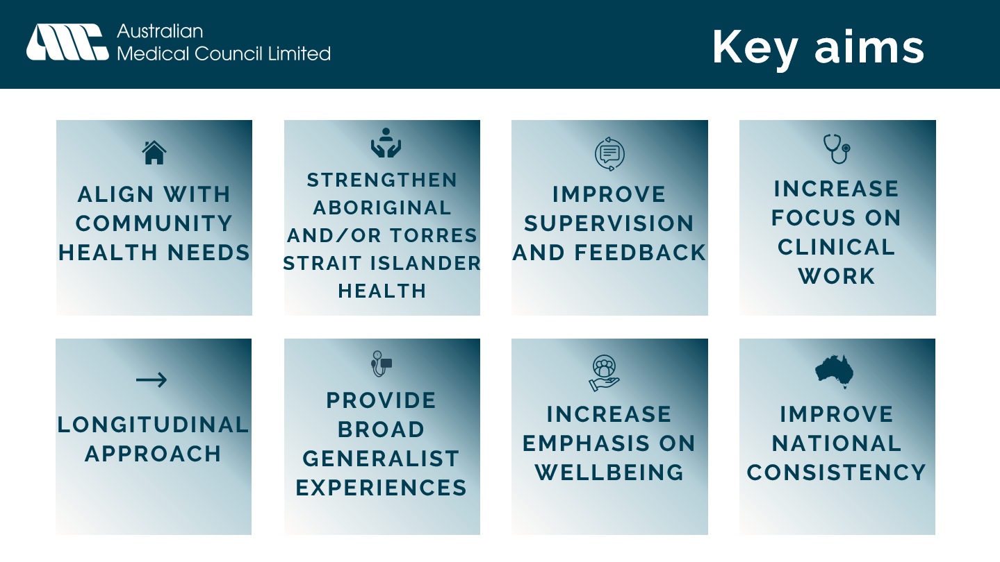 Australian
Medical Council Limited
Key aims
ALIGN WITH
COMMUNITY
HEALTH NEEDS
STRENGTHEN
ABORIGINAL
AND/OR TORRES
STRAIT ISLANDER
HEALTH
IMPROVE
SUPERVISION
AND FEEDBACK
INCREASE
FOCUS ON
CLINICAL
WORK
LONGITUDINAL
APPROACH
PROVIDE
BROAD
GENERALIST
EXPERIENCES
INCREASE
EMPHASIS ON
WELLBEING
IMPROVE
NATIONAL
CONSISTENCY